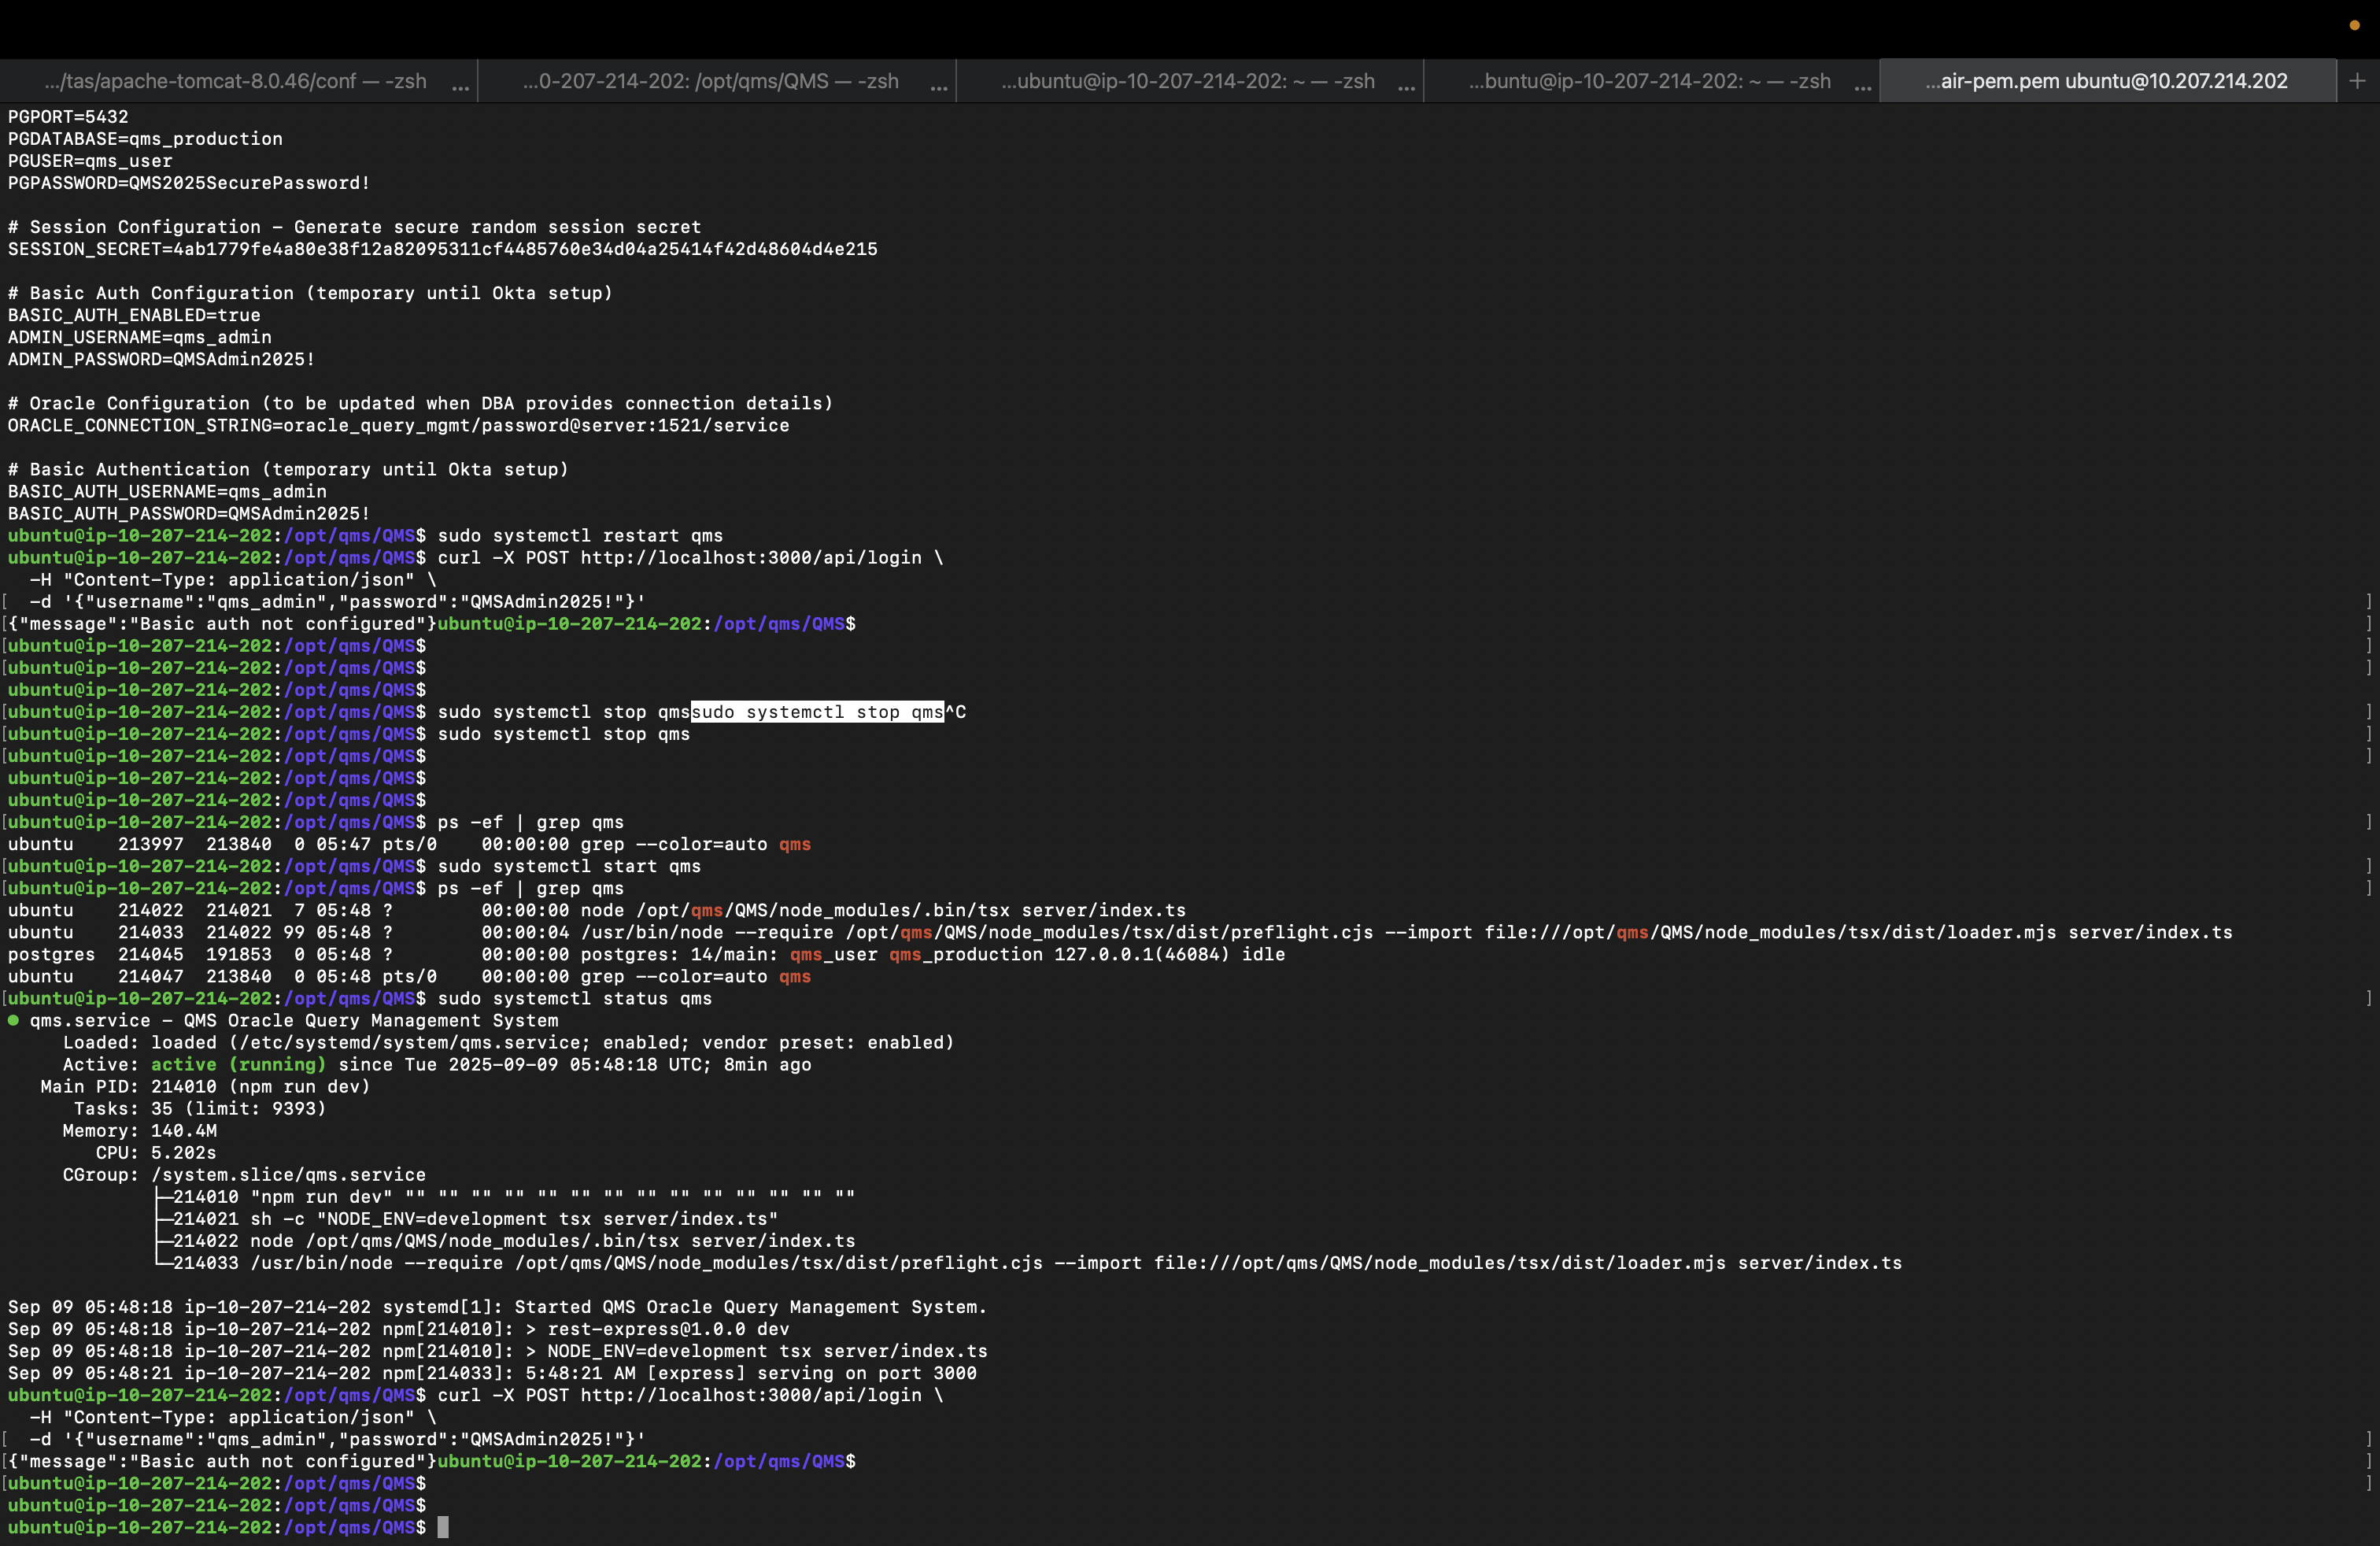 .../tas/apache-tomcat-8.0.46/conf — -zsh ... ...0-207-214-202: /opt/qms/QMS — -zsh ... ...ubuntu@ip-10-207-214-202: ~ — -zsh ... ...buntu@ip-10-207-214-202: ~ — -zsh ... ...air-pem.pem ubuntu@10.207.214.202 +
PGPORT=5432
PGDATABASE=qms_production
PGUSER=qms_user
PGPASSWORD=QMS2025SecurePassword!

# Session Configuration - Generate secure random session secret
SESSION_SECRET=4ab1779fe4a80e38f12a82095311cf4485760e34d04a25414f42d48604d4e215

# Basic Auth Configuration (temporary until Okta setup)
BASIC_AUTH_ENABLED=true
ADMIN_USERNAME=qms_admin
ADMIN_PASSWORD=QMSAdmin2025!

# Oracle Configuration (to be updated when DBA provides connection details)
ORACLE_CONNECTION_STRING=oracle_query_mgmt/password@server:1521/service

# Basic Authentication (temporary until Okta setup)
BASIC_AUTH_USERNAME=qms_admin
BASIC_AUTH_PASSWORD=QMSAdmin2025!
ubuntu@ip-10-207-214-202:/opt/qms/QMS$ sudo systemctl restart qms
ubuntu@ip-10-207-214-202:/opt/qms/QMS$ curl -X POST http://localhost:3000/api/login \
  -H "Content-Type: application/json" \
[  -d '{"username":"qms_admin","password":"QMSAdmin2025!"}' ]
[{"message":"Basic auth not configured"}ubuntu@ip-10-207-214-202:/opt/qms/QMS$ ]
[ubuntu@ip-10-207-214-202:/opt/qms/QMS$ ]
[ubuntu@ip-10-207-214-202:/opt/qms/QMS$ ]
ubuntu@ip-10-207-214-202:/opt/qms/QMS$
[ubuntu@ip-10-207-214-202:/opt/qms/QMS$ sudo systemctl stop qmssudo systemctl stop qms^C ]
[ubuntu@ip-10-207-214-202:/opt/qms/QMS$ sudo systemctl stop qms ]
[ubuntu@ip-10-207-214-202:/opt/qms/QMS$ ]
ubuntu@ip-10-207-214-202:/opt/qms/QMS$
ubuntu@ip-10-207-214-202:/opt/qms/QMS$
[ubuntu@ip-10-207-214-202:/opt/qms/QMS$ ps -ef | grep qms ]
ubuntu    213997  213840  0 05:47 pts/0    00:00:00 grep --color=auto qms
[ubuntu@ip-10-207-214-202:/opt/qms/QMS$ sudo systemctl start qms ]
[ubuntu@ip-10-207-214-202:/opt/qms/QMS$ ps -ef | grep qms ]
ubuntu    214022  214021  7 05:48 ?        00:00:00 node /opt/qms/QMS/node_modules/.bin/tsx server/index.ts
ubuntu    214033  214022 99 05:48 ?        00:00:04 /usr/bin/node --require /opt/qms/QMS/node_modules/tsx/dist/preflight.cjs --import file:///opt/qms/QMS/node_modules/tsx/dist/loader.mjs server/index.ts
postgres  214045  191853  0 05:48 ?        00:00:00 postgres: 14/main: qms_user qms_production 127.0.0.1(46084) idle
ubuntu    214047  213840  0 05:48 pts/0    00:00:00 grep --color=auto qms
[ubuntu@ip-10-207-214-202:/opt/qms/QMS$ sudo systemctl status qms ]
● qms.service - QMS Oracle Query Management System
     Loaded: loaded (/etc/systemd/system/qms.service; enabled; vendor preset: enabled)
     Active: active (running) since Tue 2025-09-09 05:48:18 UTC; 8min ago
   Main PID: 214010 (npm run dev)
      Tasks: 35 (limit: 9393)
     Memory: 140.4M
        CPU: 5.202s
     CGroup: /system.slice/qms.service
             ├─214010 "npm run dev" "" "" "" "" "" "" "" "" "" "" "" "" "" ""
             ├─214021 sh -c "NODE_ENV=development tsx server/index.ts"
             ├─214022 node /opt/qms/QMS/node_modules/.bin/tsx server/index.ts
             └─214033 /usr/bin/node --require /opt/qms/QMS/node_modules/tsx/dist/preflight.cjs --import file:///opt/qms/QMS/node_modules/tsx/dist/loader.mjs server/index.ts

Sep 09 05:48:18 ip-10-207-214-202 systemd[1]: Started QMS Oracle Query Management System.
Sep 09 05:48:18 ip-10-207-214-202 npm[214010]: > rest-express@1.0.0 dev
Sep 09 05:48:18 ip-10-207-214-202 npm[214010]: > NODE_ENV=development tsx server/index.ts
Sep 09 05:48:21 ip-10-207-214-202 npm[214033]: 5:48:21 AM [express] serving on port 3000
ubuntu@ip-10-207-214-202:/opt/qms/QMS$ curl -X POST http://localhost:3000/api/login \
  -H "Content-Type: application/json" \
[  -d '{"username":"qms_admin","password":"QMSAdmin2025!"}' ]
[{"message":"Basic auth not configured"}ubuntu@ip-10-207-214-202:/opt/qms/QMS$ ]
[ubuntu@ip-10-207-214-202:/opt/qms/QMS$ ]
ubuntu@ip-10-207-214-202:/opt/qms/QMS$
ubuntu@ip-10-207-214-202:/opt/qms/QMS$